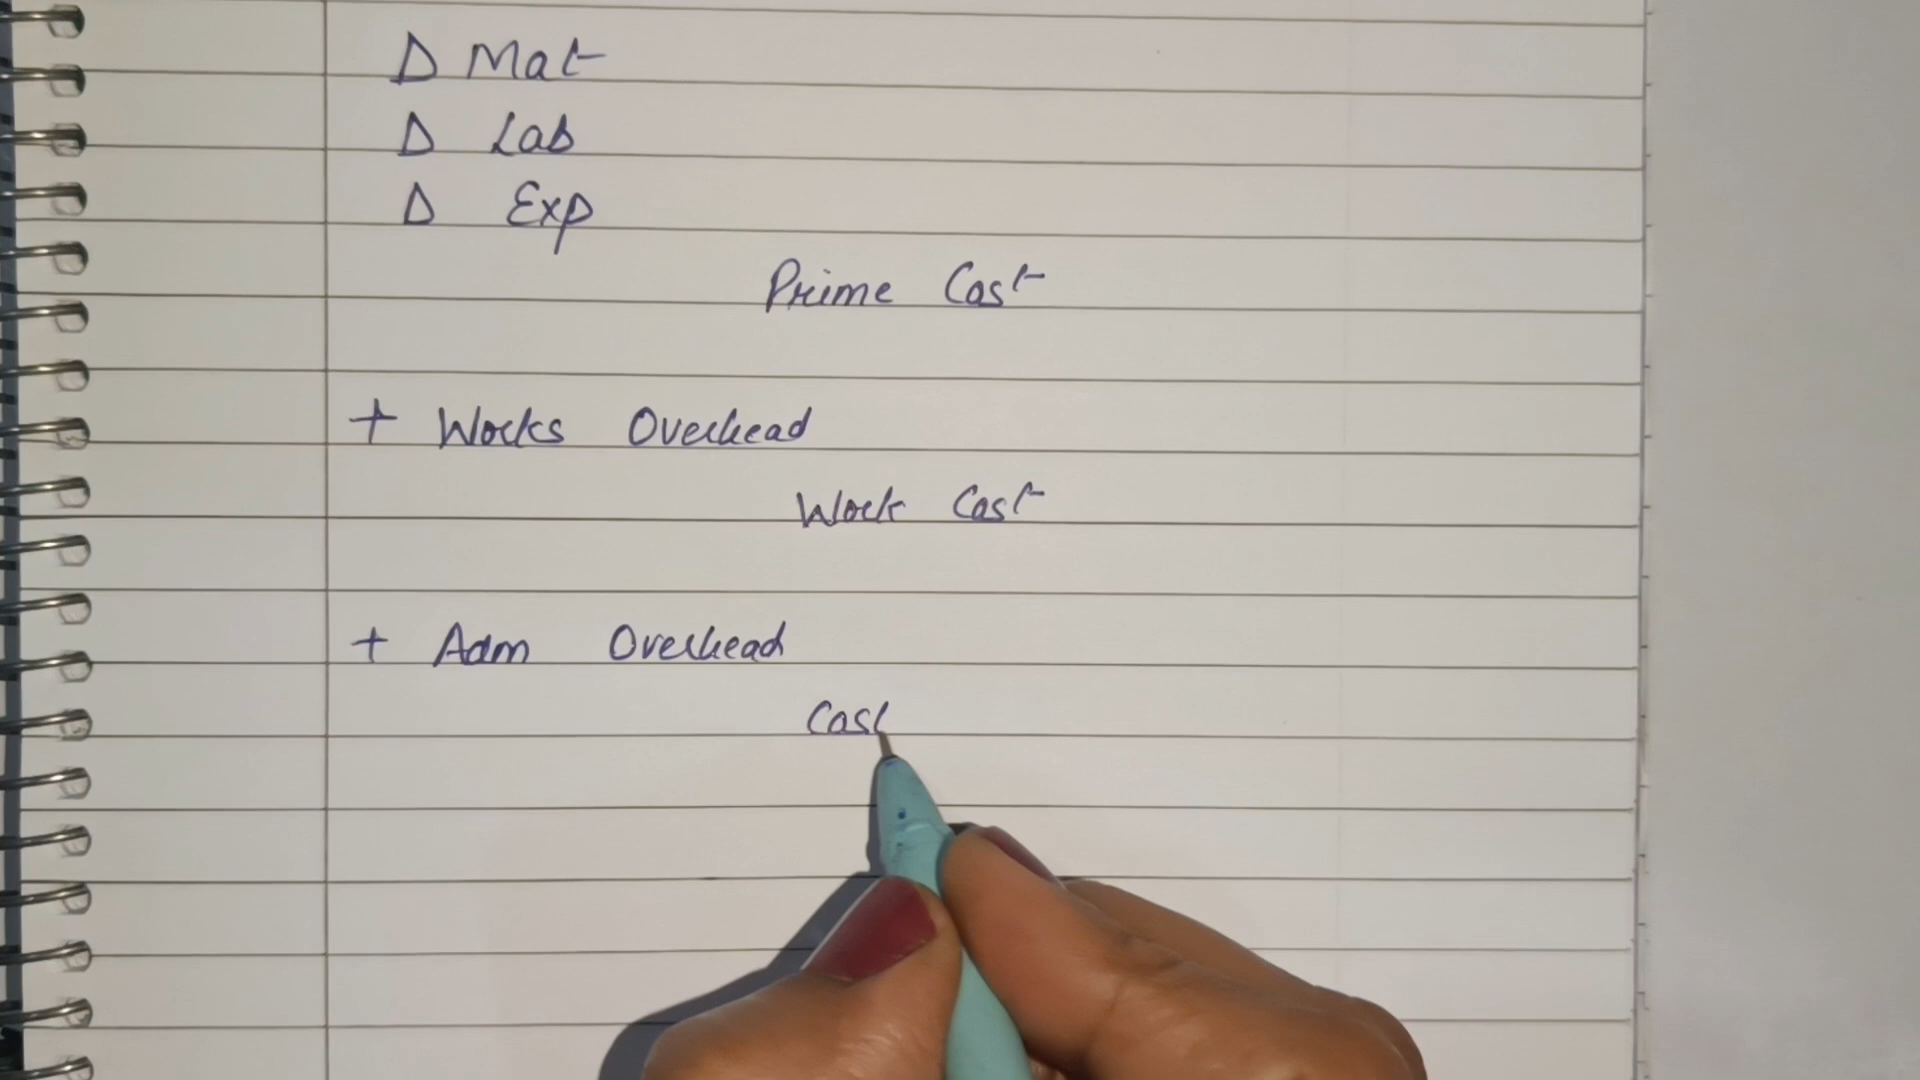 D Mat
D Lab
D Exp
Prime Cost
+ Works Overhead
Work Cost
+ Adm Overhead
Cost